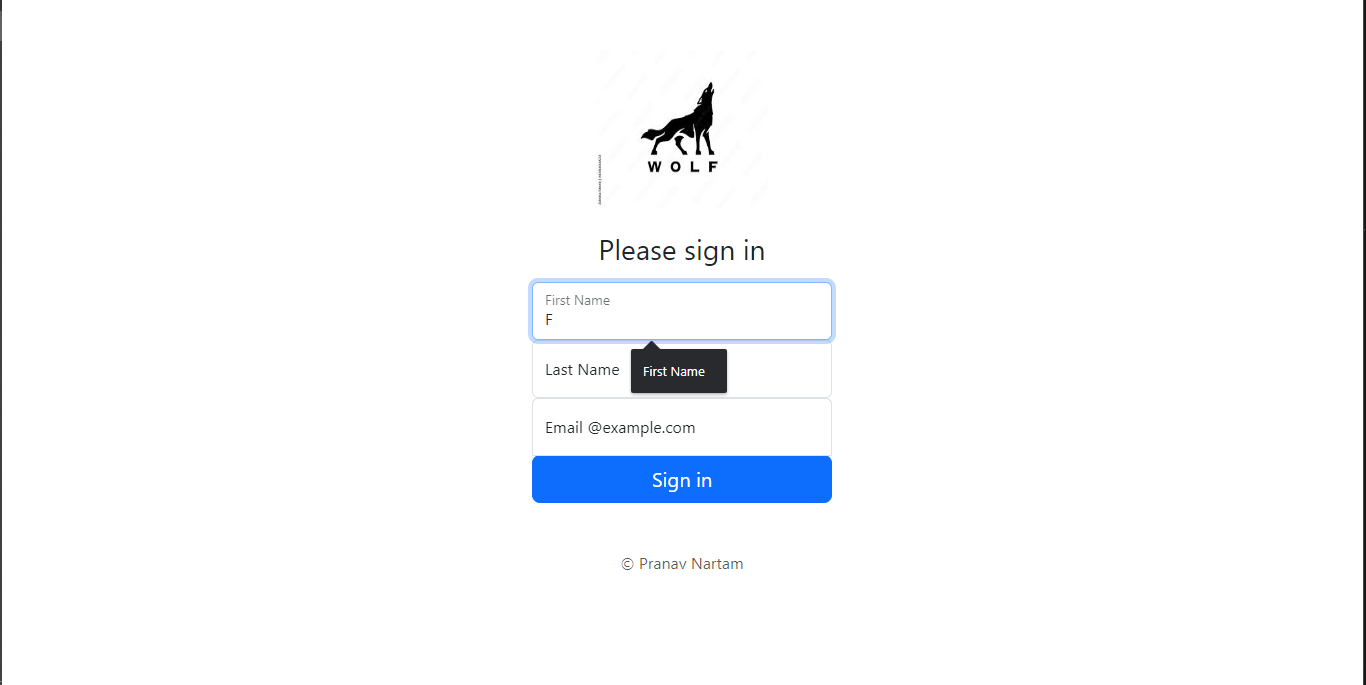 WOLF
Please sign in
First Name
F
Last Name
First Name
Email @example.com
Sign in
© Pranav Nartam